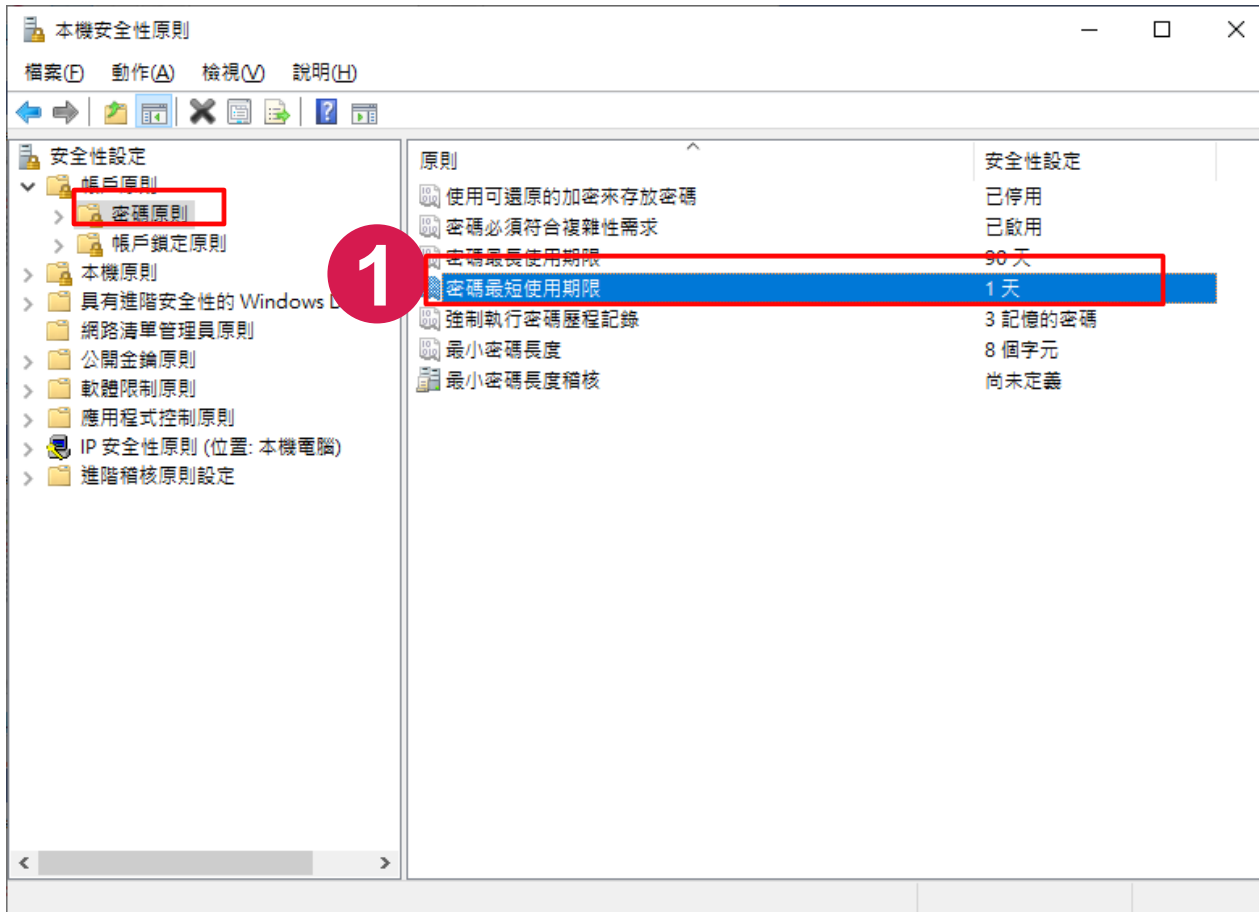 本機安全性原則
檔案(F) 動作(A) 檢視(V) 說明(H)
安全性設定
帳戶原則
密碼原則
帳戶鎖定原則
本機原則
具有進階安全性的 Windows
網路清單管理員原則
公開金鑰原則
軟體限制原則
應用程式控制原則
IP 安全性原則 (位置: 本機電腦)
進階稽核原則設定
1
原則 安全性設定
使用可還原的加密來存放密碼 已停用
密碼必須符合複雜性需求 已啟用
密碼最長使用期限 90 天
密碼最短使用期限 1 天
強制執行密碼歷程記錄 3 記憶的密碼
最小密碼長度 8 個字元
最小密碼長度稽核 尚未定義